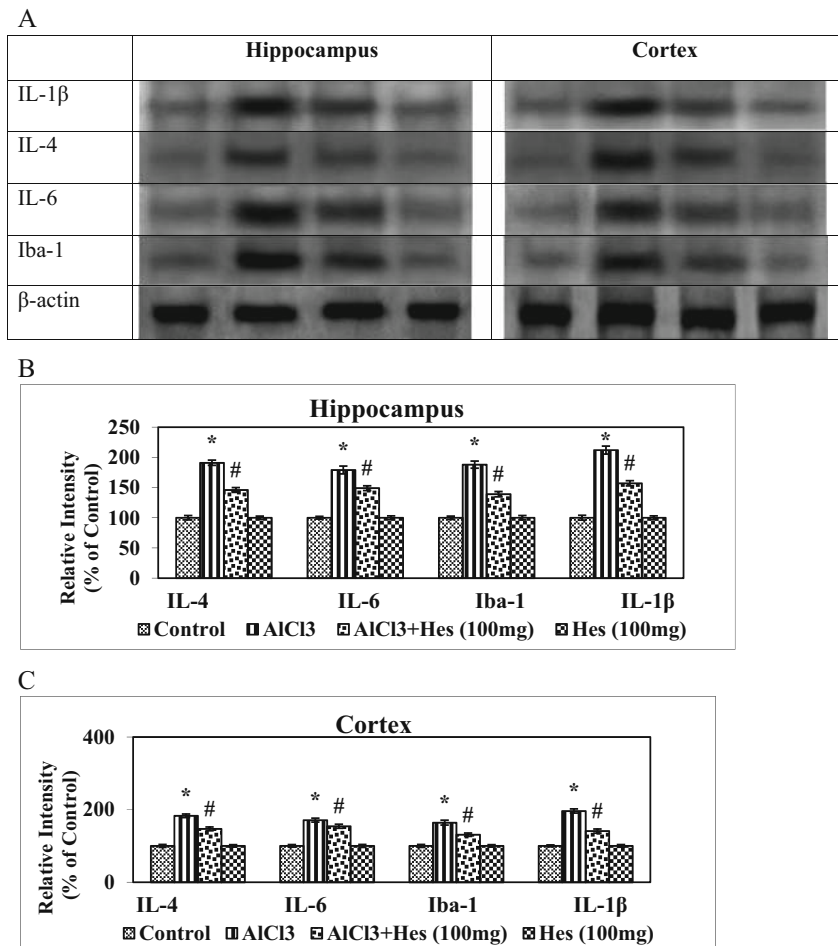 A
Hippocampus Cortex
IL-1β
IL-4
IL-6
Iba-1
β-actin
B
Hippocampus
Relative Intensity
(% of Control)
250
200
150
100
50
0
* # * # * # * #
IL-4 IL-6 Iba-1 IL-1β
Control AlCl3 AlCl3+Hes (100mg) Hes (100mg)
C
Cortex
Relative Intensity
(% of Control)
400
200
0
* # * # * # * #
IL-4 IL-6 Iba-1 IL-1β
Control AlCl3 AlCl3+Hes (100mg) Hes (100mg)